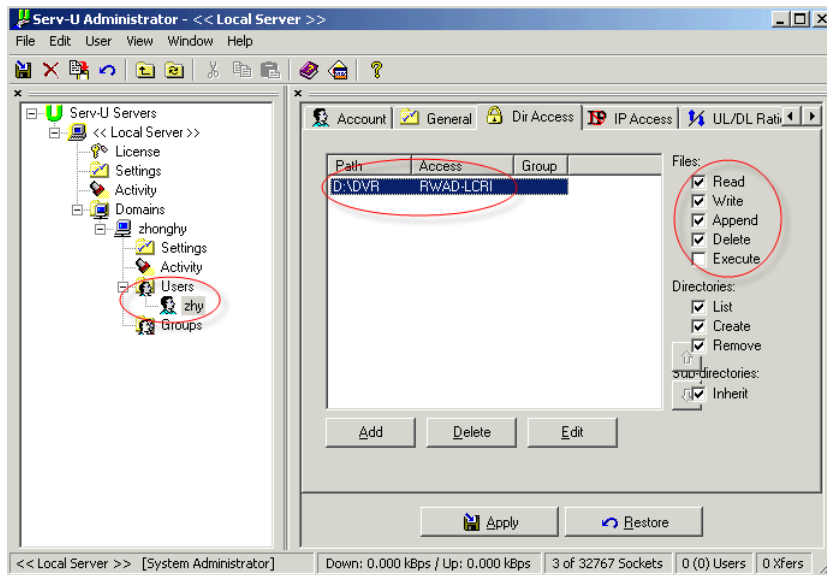 Serv-U Administrator - << Local Server >>
File Edit User View Window Help
Serv-U Servers
<< Local Server >>
License
Settings
Activity
Domains
zhonghy
Settings
Activity
Users
zhy
Groups
Account General Dir Access IP Access UL/DL Rati
Path Access Group
D:\DVR RWAD-LCRI
Files:
Read
Write
Append
Delete
Execute
Directories:
List
Create
Remove
Sub-directories:
Inherit
Add Delete Edit
Apply Restore
<< Local Server >> [System Administrator] Down: 0.000 kBps / Up: 0.000 kBps 3 of 32767 Sockets 0 (0) Users 0 Xfers